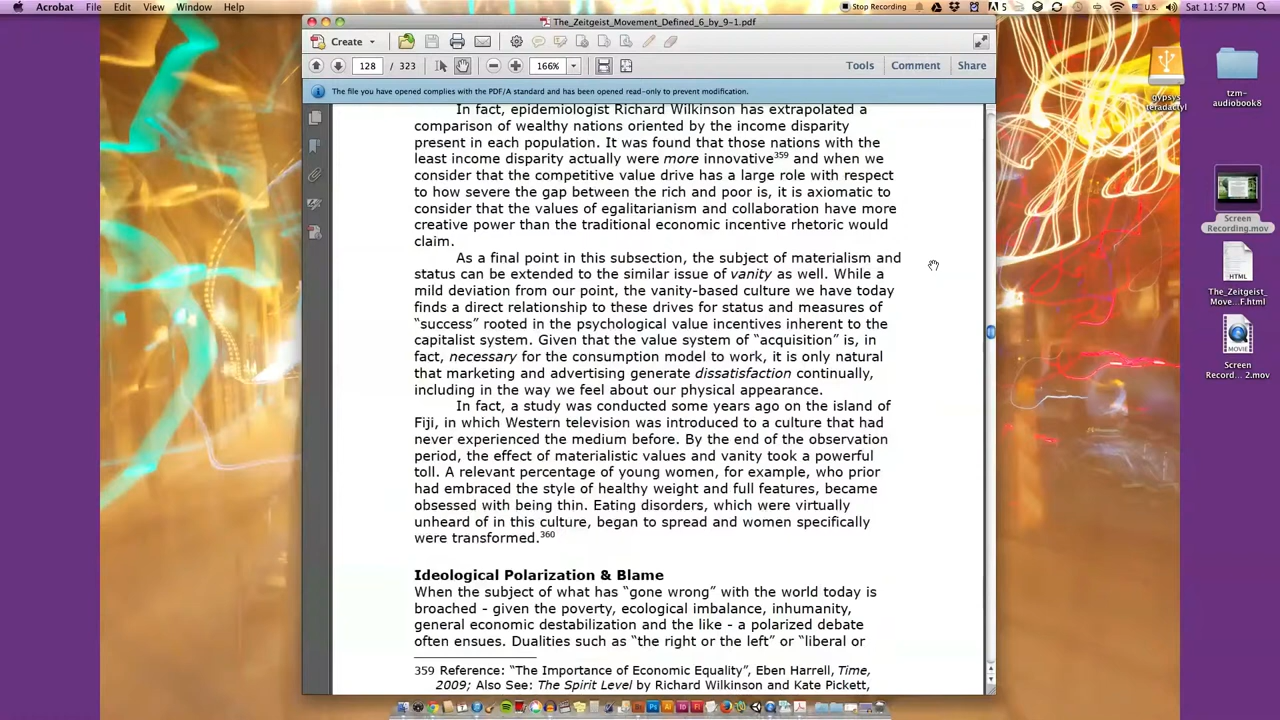 Acrobat File Edit View Window Help
Stop Recording
5
U.S.
Sat 11:57 PM
The_Zeitgeist_Movement_Defined_6_by_9-1.pdf
Create
128 / 323
166%
Tools Comment Share
The file you have opened complies with the PDF/A standard and has been opened read-only to prevent modification.
In fact, epidemiologist Richard Wilkinson has extrapolated a
comparison of wealthy nations oriented by the income disparity
present in each population. It was found that those nations with the
least income disparity actually were more innovative359 and when we
consider that the competitive value drive has a large role with respect
to how severe the gap between the rich and poor is, it is axiomatic to
consider that the values of egalitarianism and collaboration have more
creative power than the traditional economic incentive rhetoric would
claim.
As a final point in this subsection, the subject of materialism and
status can be extended to the similar issue of vanity as well. While a
mild deviation from our point, the vanity-based culture we have today
finds a direct relationship to these drives for status and measures of
“success” rooted in the psychological value incentives inherent to the
capitalist system. Given that the value system of “acquisition” is, in
fact, necessary for the consumption model to work, it is only natural
that marketing and advertising generate dissatisfaction continually,
including in the way we feel about our physical appearance.
In fact, a study was conducted some years ago on the island of
Fiji, in which Western television was introduced to a culture that had
never experienced the medium before. By the end of the observation
period, the effect of materialistic values and vanity took a powerful
toll. A relevant percentage of young women, for example, who prior
had embraced the style of healthy weight and full features, became
obsessed with being thin. Eating disorders, which were virtually
unheard of in this culture, began to spread and women specifically
were transformed.360
Ideological Polarization & Blame
When the subject of what has “gone wrong” with the world today is
broached - given the poverty, ecological imbalance, inhumanity,
general economic destabilization and the like - a polarized debate
often ensues. Dualities such as “the right or the left” or “liberal or
359 Reference: “The Importance of Economic Equality”, Eben Harrell, Time,
2009; Also See: The Spirit Level by Richard Wilkinson and Kate Pickett,
gypsys
teradactyl
tzm-
audiobook8
Screen
Recording.mov
HTML
The_Zeitgeist_
Move...F.html
MOVIE
Screen
Record... 2.mov